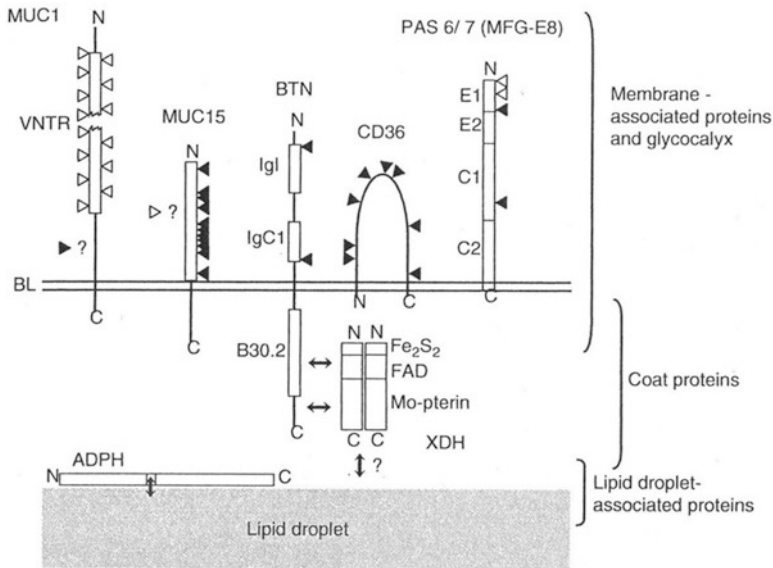 MUC1
N
VNTR
▶ ?
C
MUC15
N
▷ ?
C
BTN
N
IgI
IgC1
B30.2
C
CD36
N
C
PAS 6/ 7 (MFG-E8)
N
E1
E2
C1
C2
C
BL
N N
Fe₂S₂
FAD
Mo-pterin
C C
XDH
?
ADPH
N
C
Lipid droplet
Membrane -
associated proteins
and glycocalyx
Coat proteins
Lipid droplet-
associated proteins